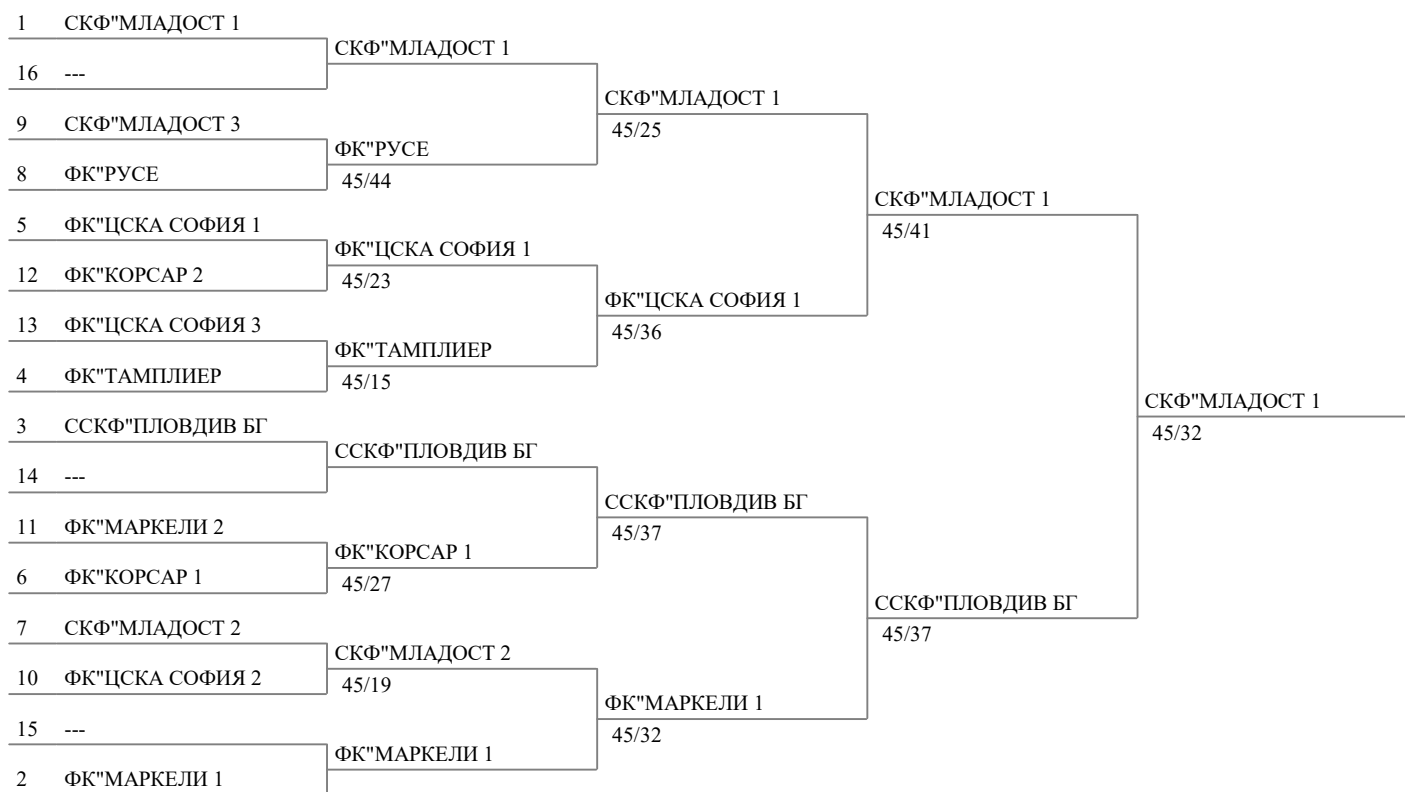 1 СКФ"МЛАДОСТ 1
16 ---
9 СКФ"МЛАДОСТ 3
8 ФК"РУСЕ
5 ФК"ЦСКА СОФИЯ 1
12 ФК"КОРСАР 2
13 ФК"ЦСКА СОФИЯ 3
4 ФК"ТАМПЛИЕР
3 ССКФ"ПЛОВДИВ БГ
14 ---
11 ФК"МАРКЕЛИ 2
6 ФК"КОРСАР 1
7 СКФ"МЛАДОСТ 2
10 ФК"ЦСКА СОФИЯ 2
15 ---
2 ФК"МАРКЕЛИ 1
СКФ"МЛАДОСТ 1
ФК"РУСЕ
45/44
ФК"ЦСКА СОФИЯ 1
45/23
ФК"ТАМПЛИЕР
45/15
ССКФ"ПЛОВДИВ БГ
ФК"КОРСАР 1
45/27
СКФ"МЛАДОСТ 2
45/19
ФК"МАРКЕЛИ 1
СКФ"МЛАДОСТ 1
45/25
ФК"ЦСКА СОФИЯ 1
45/36
ССКФ"ПЛОВДИВ БГ
45/37
ФК"МАРКЕЛИ 1
45/32
СКФ"МЛАДОСТ 1
45/41
ССКФ"ПЛОВДИВ БГ
45/37
СКФ"МЛАДОСТ 1
45/32